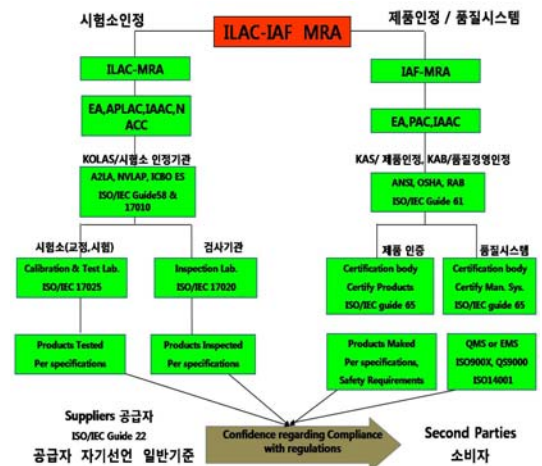 시험소인정
ILAC-IAF MRA
제품인정 / 품질시스템
ILAC-MRA
IAF-MRA
EA,APLAC,IAAC,N
ACC
EA,PAC,IAAC
KOLAS/시험소 인정기관
KAS/ 제품인정, KAB/품질경영인정
A2LA, NVLAP, ICBO ES
ISO/IEC Guide58 &
17010
ANSI, OSHA, RAB
ISO/IEC Guide 61
시험소(교정,시험)
검사기관
제품 인증
품질시스템
Calibration & Test Lab.
ISO/IEC 17025
Inspection Lab.
ISO/IEC 17020
Certification body
Certify Products
ISO/IEC guide 65
Certification body
Certify Man. Sys.
ISO/IEC guide 65
Products Tested
Per specifications
Products Inspected
Per specifications
Products Maked
Per specifications,
Safety Requirements
QMS or EMS
ISO900X, QS9000
ISO14001
Suppliers 공급자
ISO/IEC Guide 22
공급자 자기선언 일반기준
Confidence regarding Compliance
with regulations
Second Parties
소비자